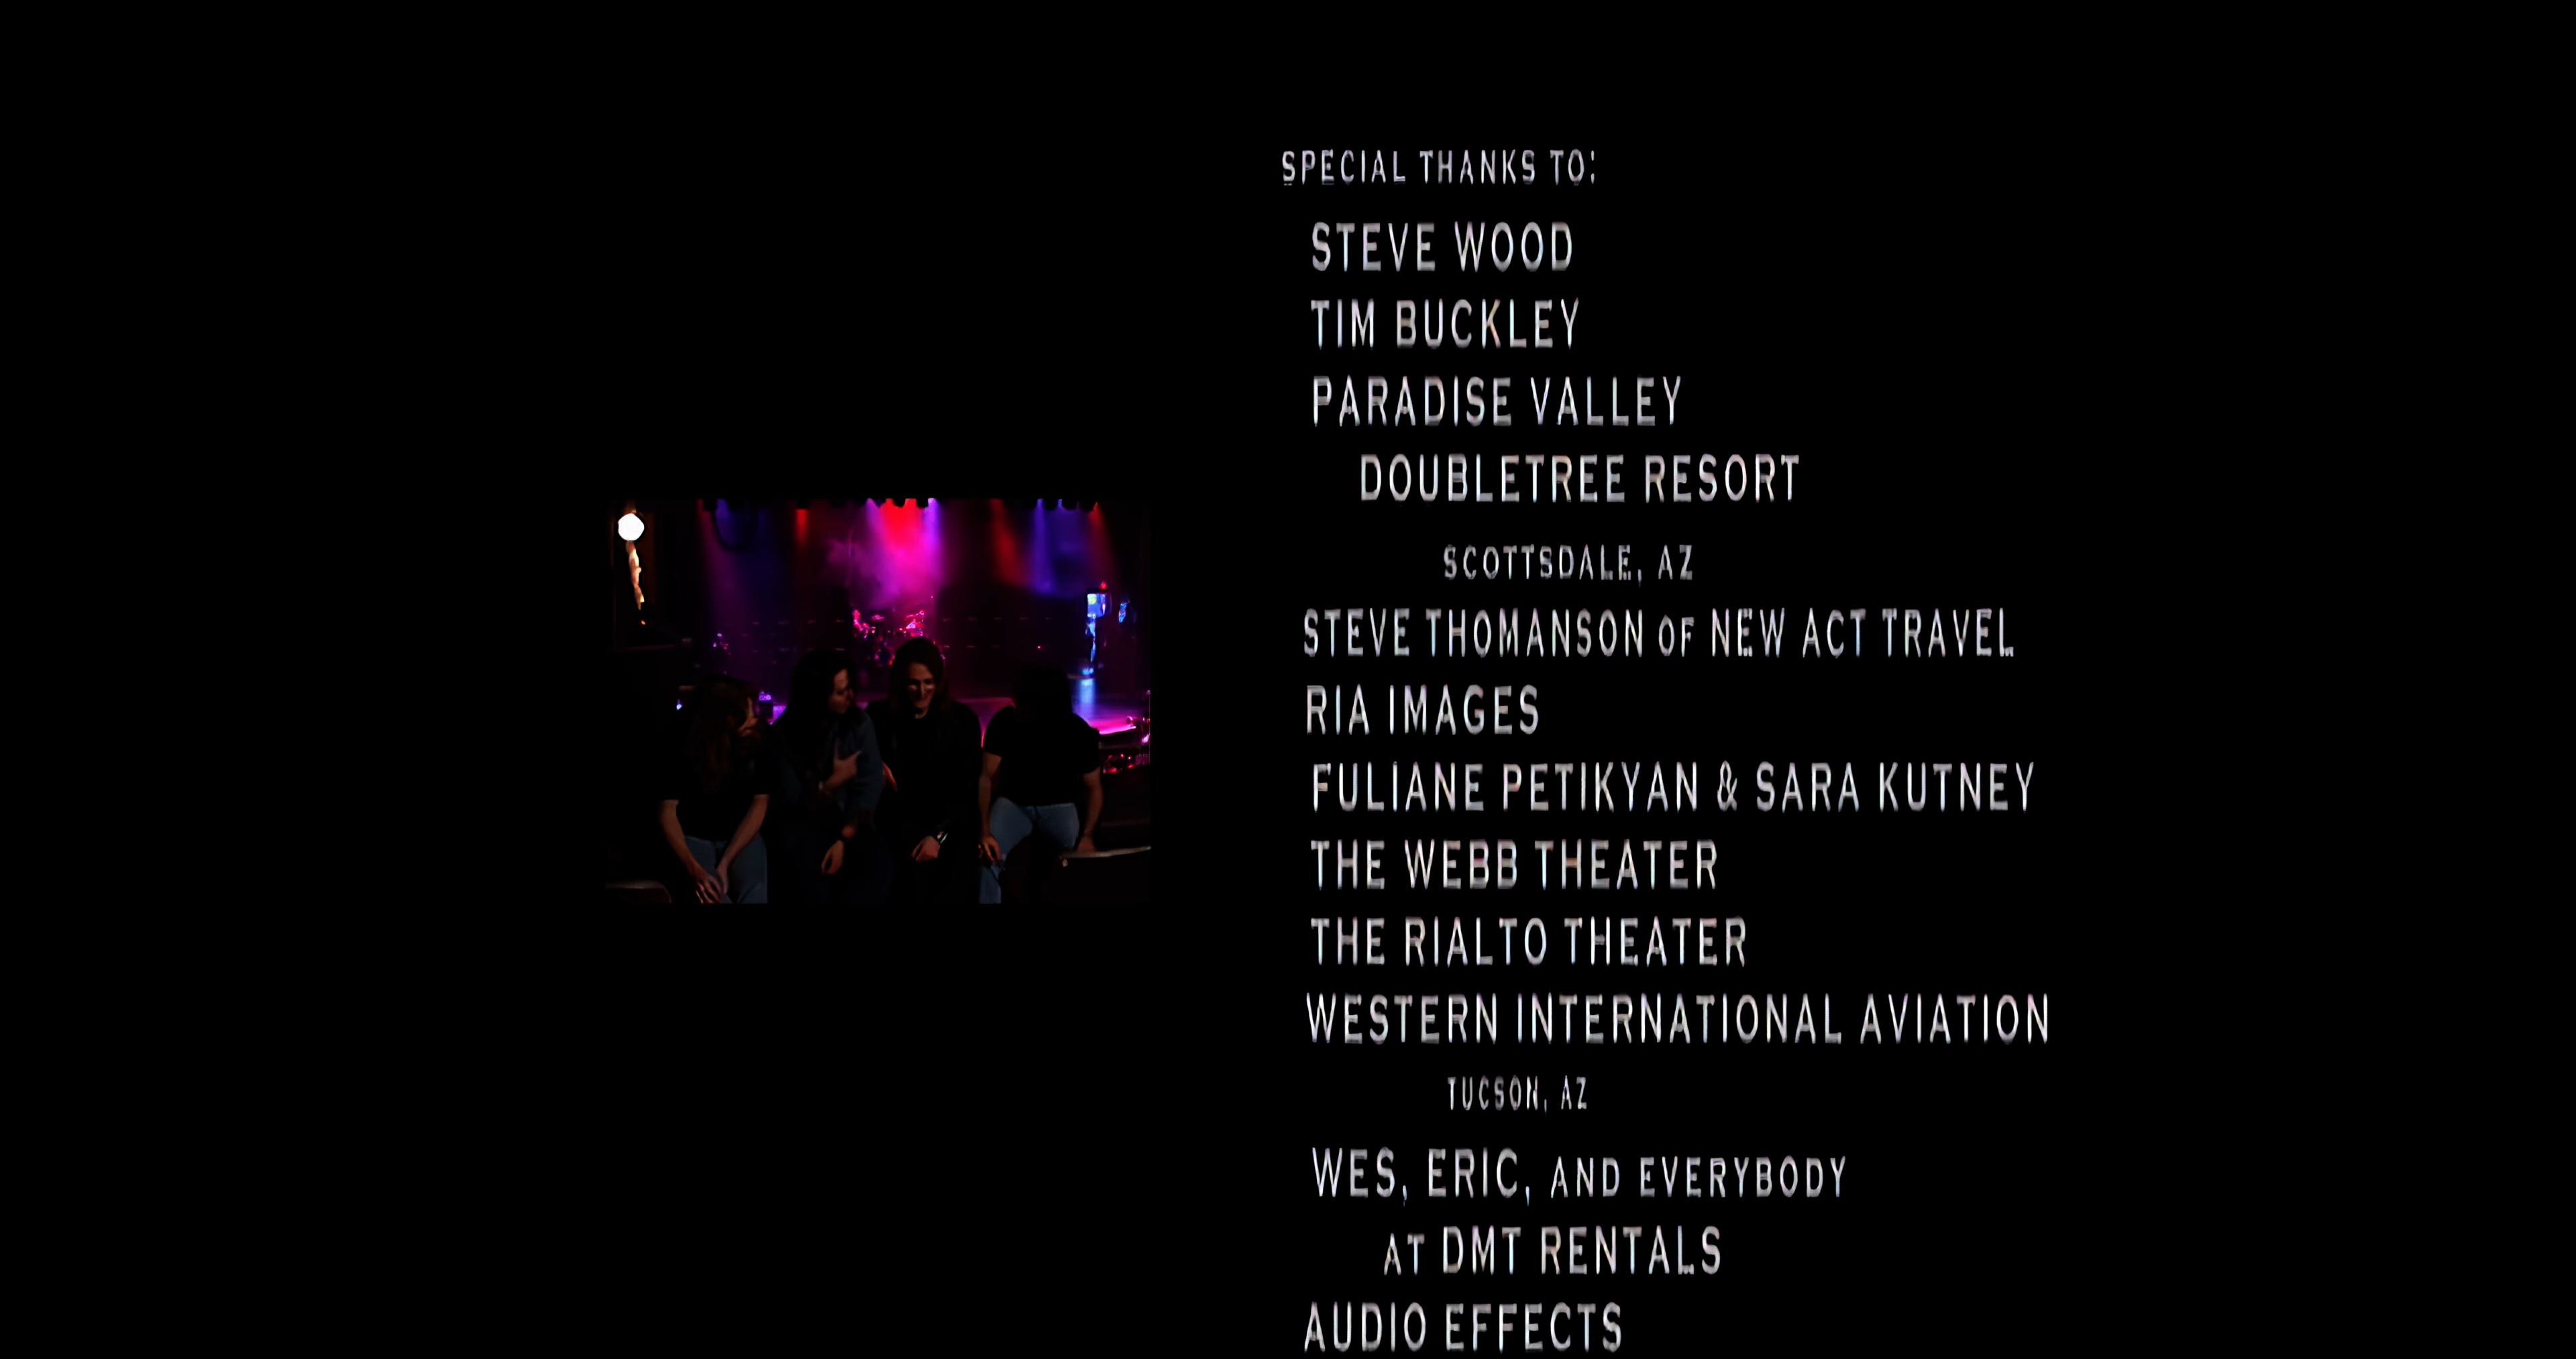 SPECIAL THANKS TO:
STEVE WOOD
TIM BUCKLEY
PARADISE VALLEY
DOUBLETREE RESORT
SCOTTSDALE, AZ
STEVE THOMANSON OF NEW ACT TRAVEL
RIA IMAGES
FULIANE PETIKYAN & SARA KUTNEY
THE WEBB THEATER
THE RIALTO THEATER
WESTERN INTERNATIONAL AVIATION
TUCSON, AZ
WES, ERIC, AND EVERYBODY
AT DMT RENTALS
AUDIO EFFECTS